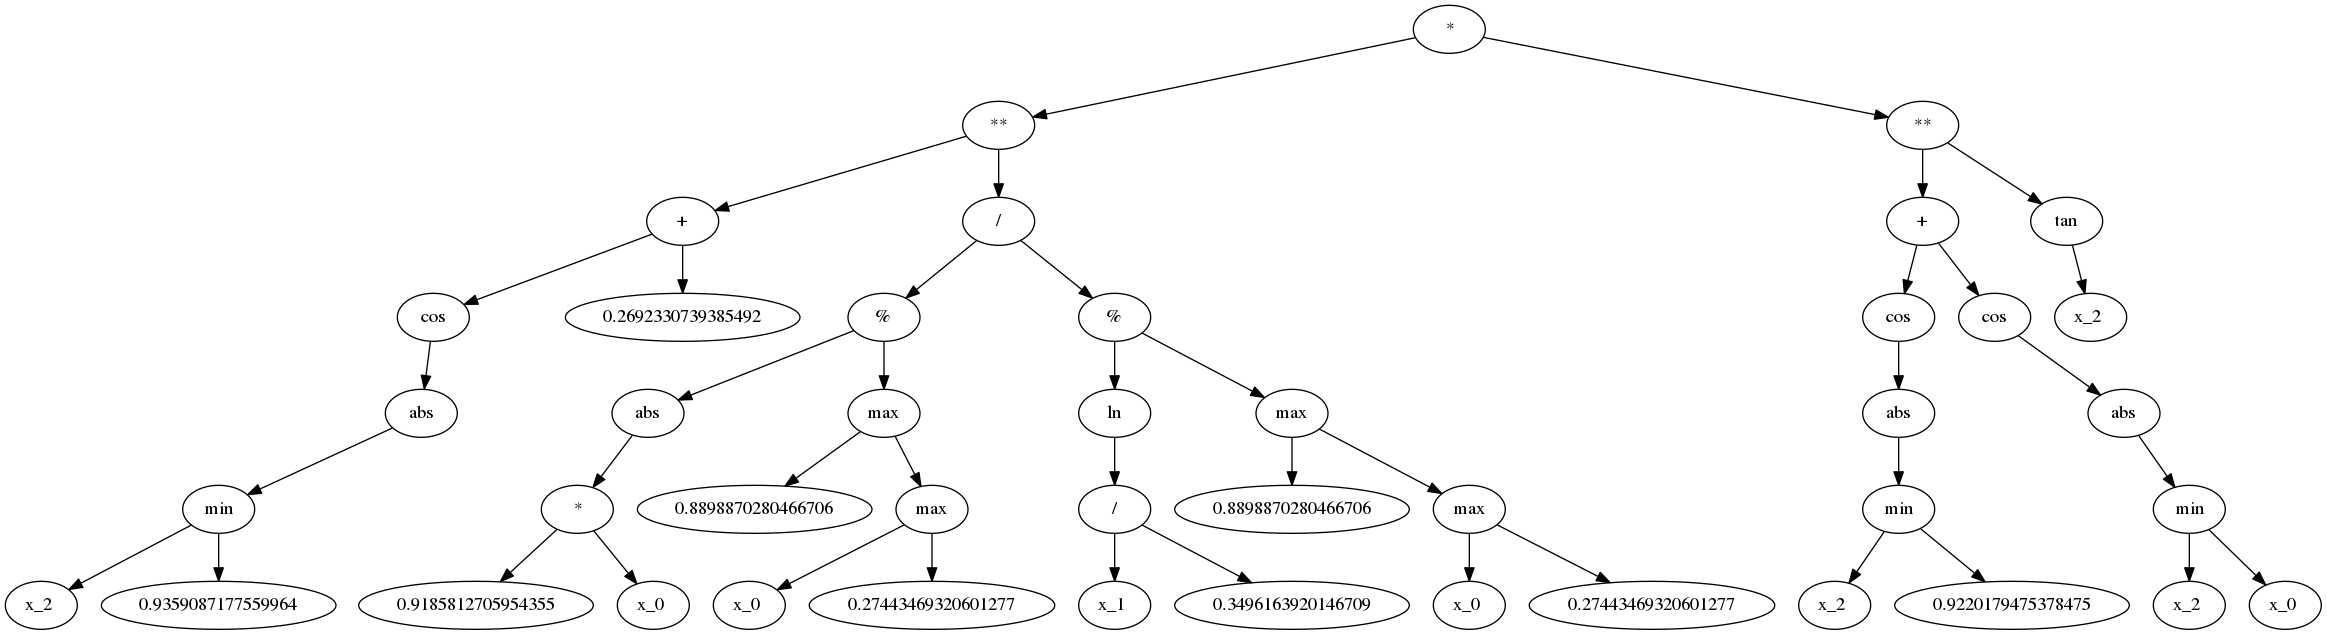 *
** **
+ / + tan
cos 0.2692330739385492 % % cos cos x_2
abs abs max ln max abs abs
min * 0.8898870280466706 max / 0.8898870280466706 max min min
x_2 0.9359087177559964 0.9185812705954355 x_0 x_0 0.27443469320601277 x_1 0.3496163920146709 x_0 0.27443469320601277 x_2 0.9220179475378475 x_2 x_0